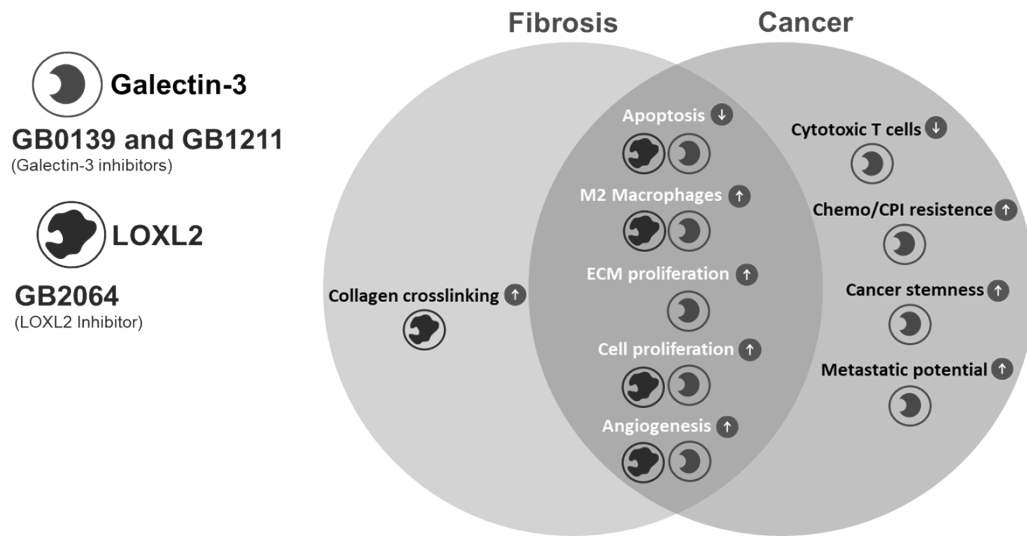 Fibrosis
Cancer
Galectin-3
GB0139 and GB1211
(Galectin-3 inhibitors)
LOXL2
GB2064
(LOXL2 Inhibitor)
Collagen crosslinking ↑
Apoptosis ↓
M2 Macrophages ↑
ECM proliferation ↑
Cell proliferation ↑
Angiogenesis ↑
Cytotoxic T cells ↓
Chemo/CPI resistence ↑
Cancer stemness ↑
Metastatic potential ↑